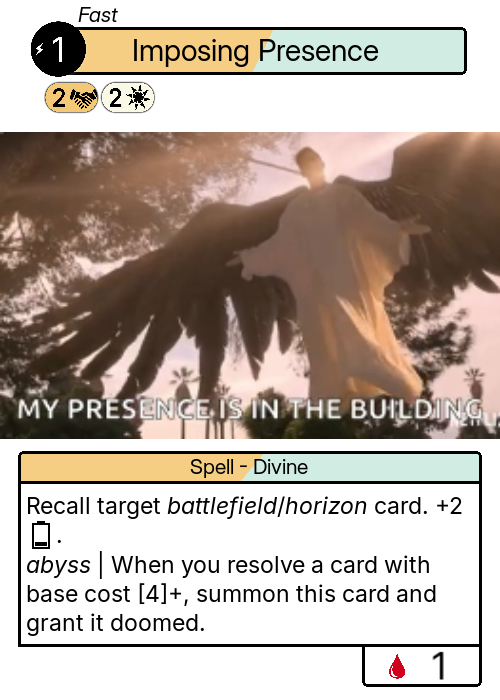 Fast
1 Imposing Presence
2 2
MY PRESENCE IS IN THE BUILDING
Spell - Divine
Recall target battlefield/horizon card. +2
.
abyss | When you resolve a card with
base cost [4]+, summon this card and
grant it doomed.
1